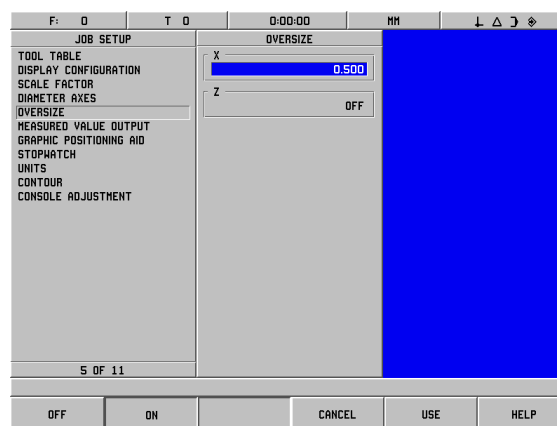 F: 0 T 0 0:00:00 MM
JOB SETUP
TOOL TABLE
DISPLAY CONFIGURATION
SCALE FACTOR
DIAMETER AXES
OVERSIZE
MEASURED VALUE OUTPUT
GRAPHIC POSITIONING AID
STOPWATCH
UNITS
CONTOUR
CONSOLE ADJUSTMENT
5 OF 11
OVERSIZE
X
0.500
Z
OFF
OFF ON CANCEL USE HELP